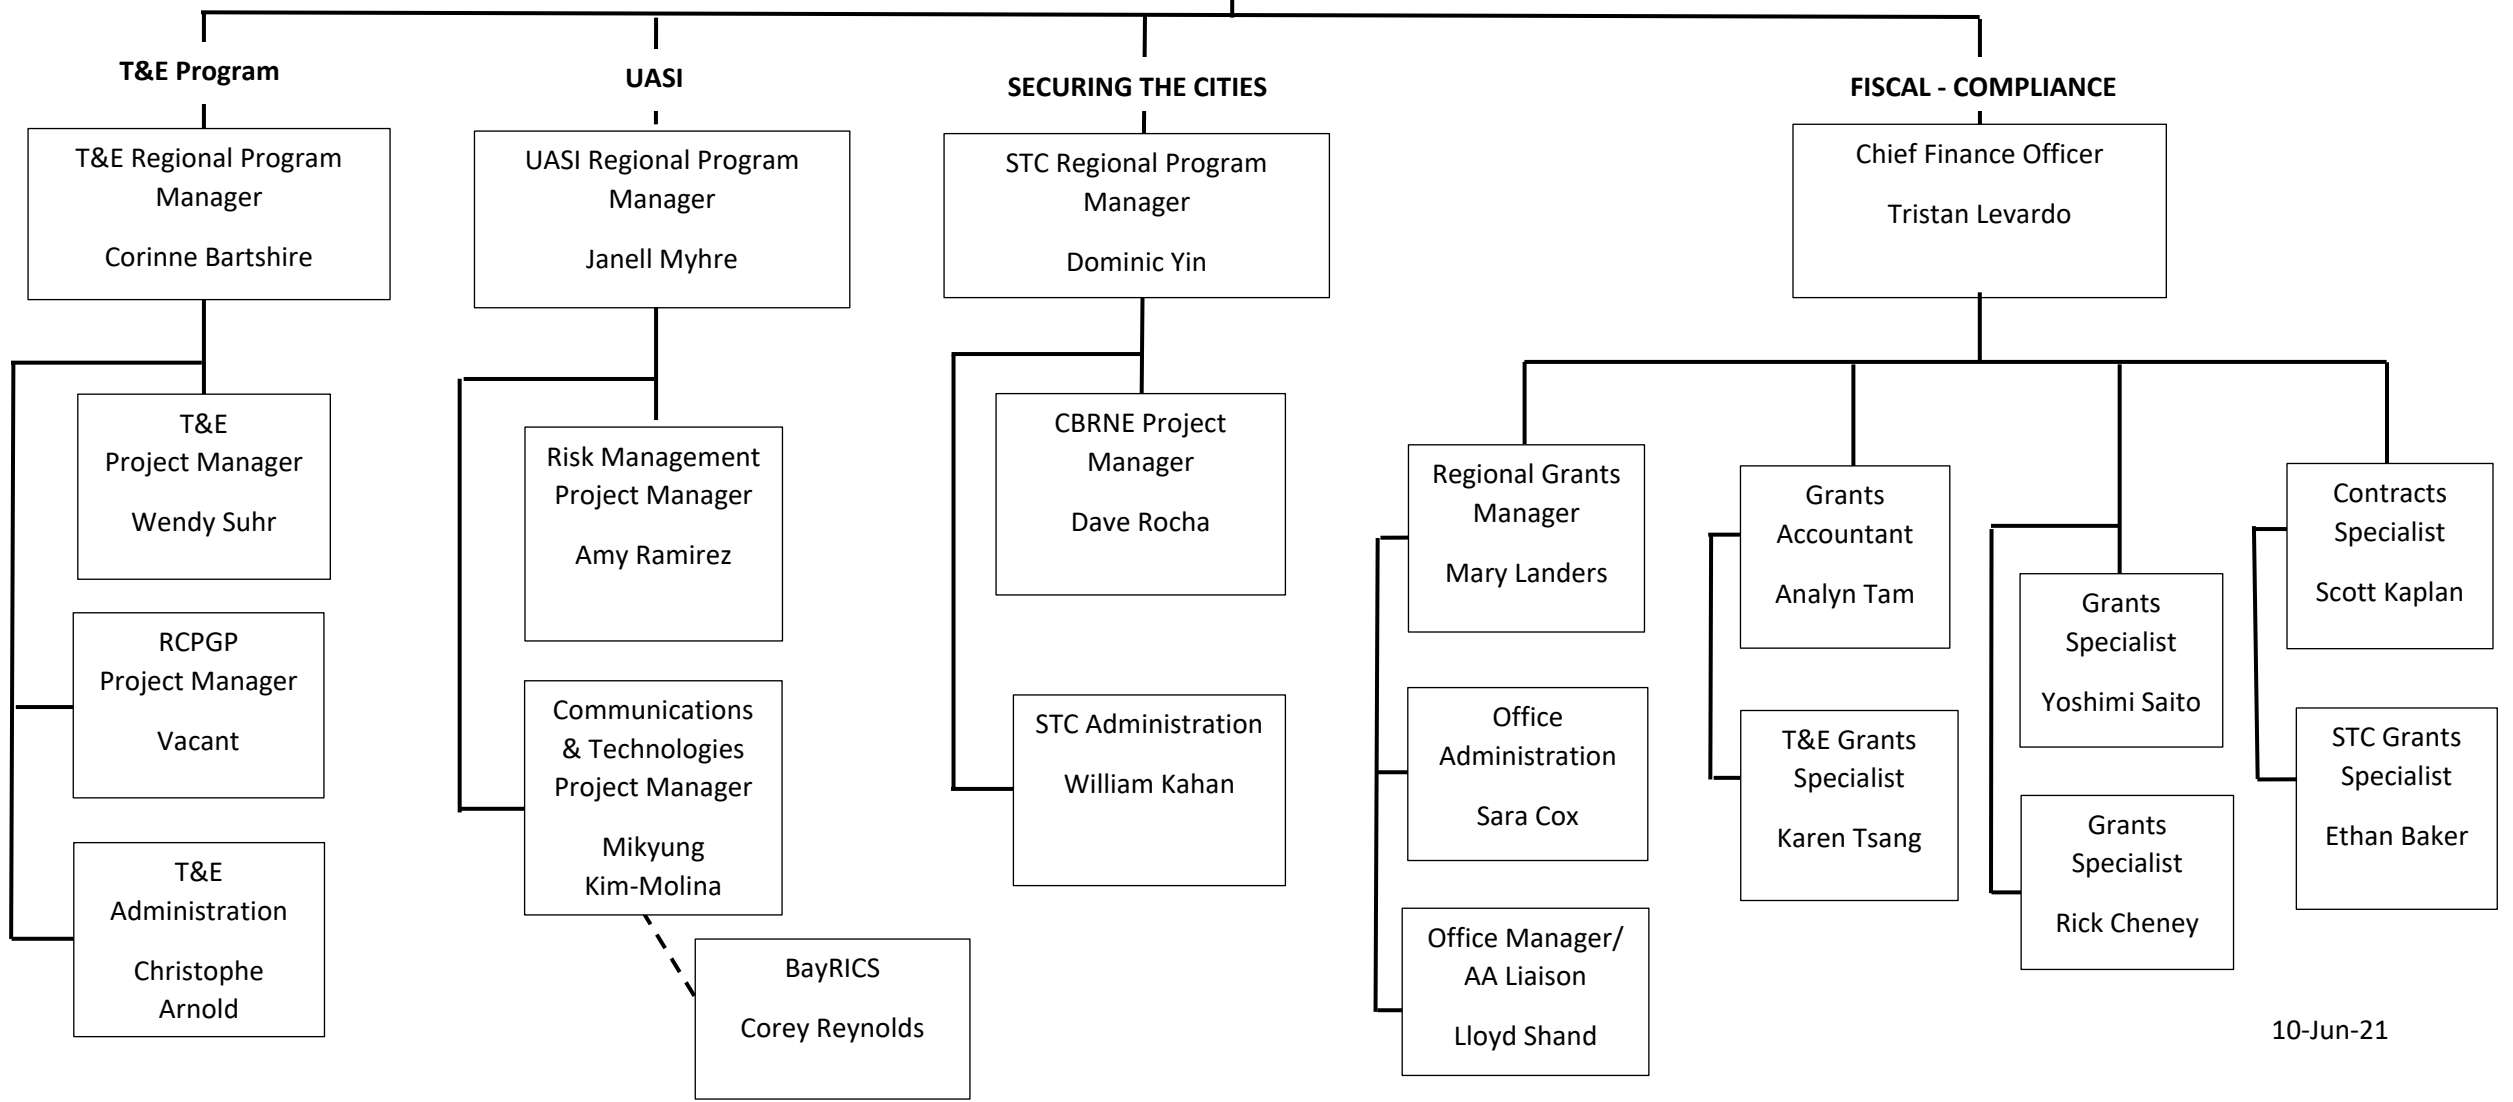 T&E Program
T&E Regional Program
Manager
Corinne Bartshire
T&E
Project Manager
Wendy Suhr
RCPGP
Project Manager
Vacant
T&E
Administration
Christophe
Arnold
UASI
UASI Regional Program
Manager
Janell Myhre
Risk Management
Project Manager
Amy Ramirez
Communications
& Technologies
Project Manager
Mikyung
Kim-Molina
BayRICS
Corey Reynolds
SECURING THE CITIES
STC Regional Program
Manager
Dominic Yin
CBRNE Project
Manager
Dave Rocha
STC Administration
William Kahan
FISCAL - COMPLIANCE
Chief Finance Officer
Tristan Levardo
Regional Grants
Manager
Mary Landers
Office
Administration
Sara Cox
Office Manager/
AA Liaison
Lloyd Shand
Grants
Accountant
Analyn Tam
T&E Grants
Specialist
Karen Tsang
Grants
Specialist
Yoshimi Saito
Grants
Specialist
Rick Cheney
Contracts
Specialist
Scott Kaplan
STC Grants
Specialist
Ethan Baker
10-Jun-21